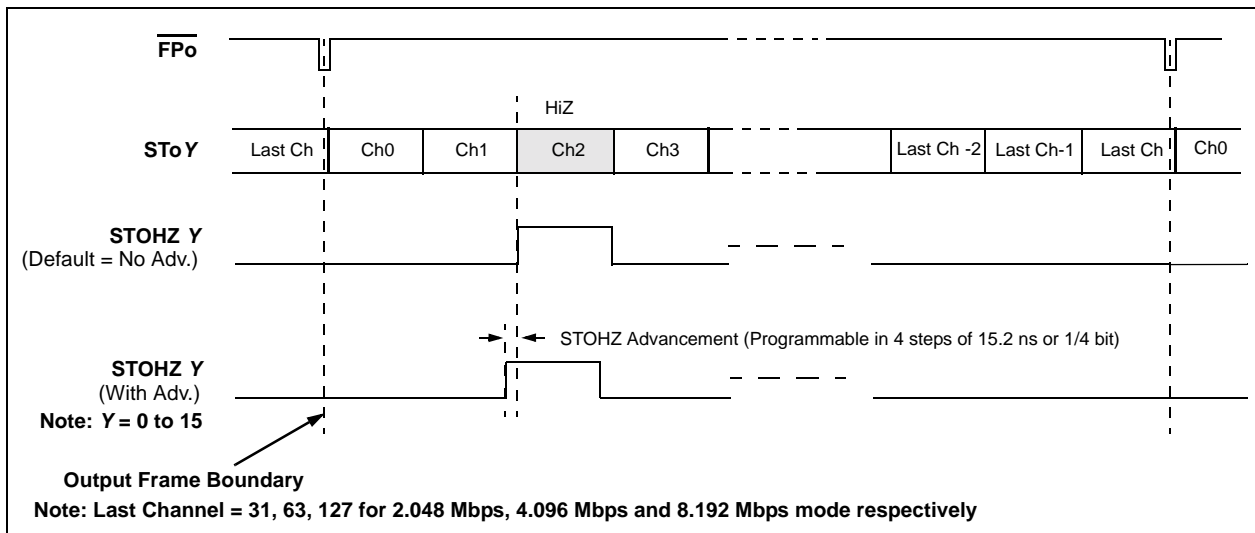 FPo
HiZ
STo Y
Last Ch Ch0 Ch1 Ch2 Ch3 Last Ch -2 Last Ch-1 Last Ch Ch0
STOHZ Y
(Default = No Adv.)
STOHZ Advancement (Programmable in 4 steps of 15.2 ns or 1/4 bit)
STOHZ Y
(With Adv.)
Note: Y = 0 to 15
Output Frame Boundary
Note: Last Channel = 31, 63, 127 for 2.048 Mbps, 4.096 Mbps and 8.192 Mbps mode respectively